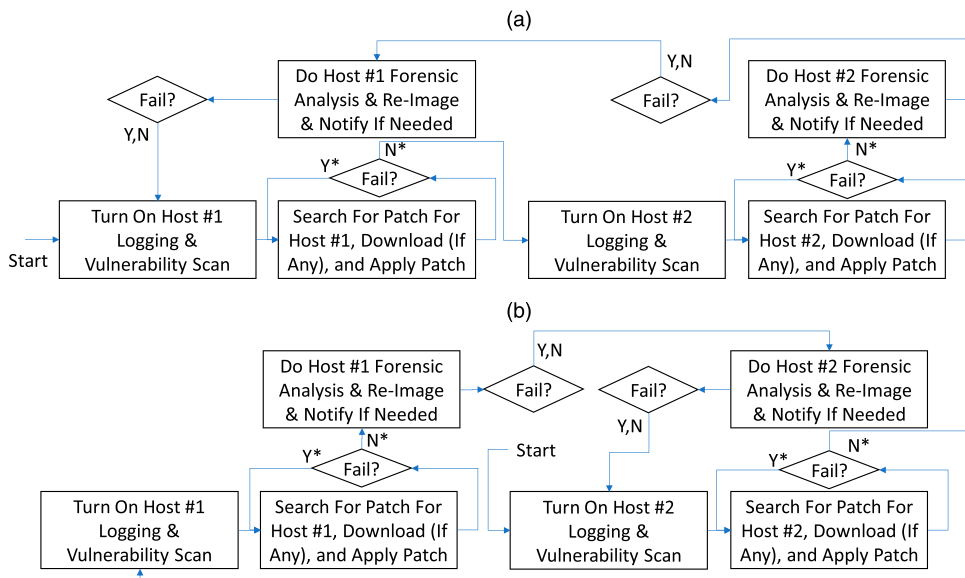 (a)
Do Host #1 Forensic
Analysis & Re-Image
& Notify If Needed
Fail?
Y,N
Y,N
Fail?
Do Host #2 Forensic
Analysis & Re-Image
& Notify If Needed
N*
Y*
Fail?
N*
Y*
Fail?
Start
Turn On Host #1
Logging &
Vulnerability Scan
Search For Patch For
Host #1, Download (If
Any), and Apply Patch
Turn On Host #2
Logging &
Vulnerability Scan
Search For Patch For
Host #2, Download (If
Any), and Apply Patch
(b)
Do Host #1 Forensic
Analysis & Re-Image
& Notify If Needed
Y,N
Fail?
Fail?
Y,N
Do Host #2 Forensic
Analysis & Re-Image
& Notify If Needed
N*
Y*
Fail?
Start
N*
Y*
Fail?
Turn On Host #1
Logging &
Vulnerability Scan
Search For Patch For
Host #1, Download (If
Any), and Apply Patch
Turn On Host #2
Logging &
Vulnerability Scan
Search For Patch For
Host #2, Download (If
Any), and Apply Patch